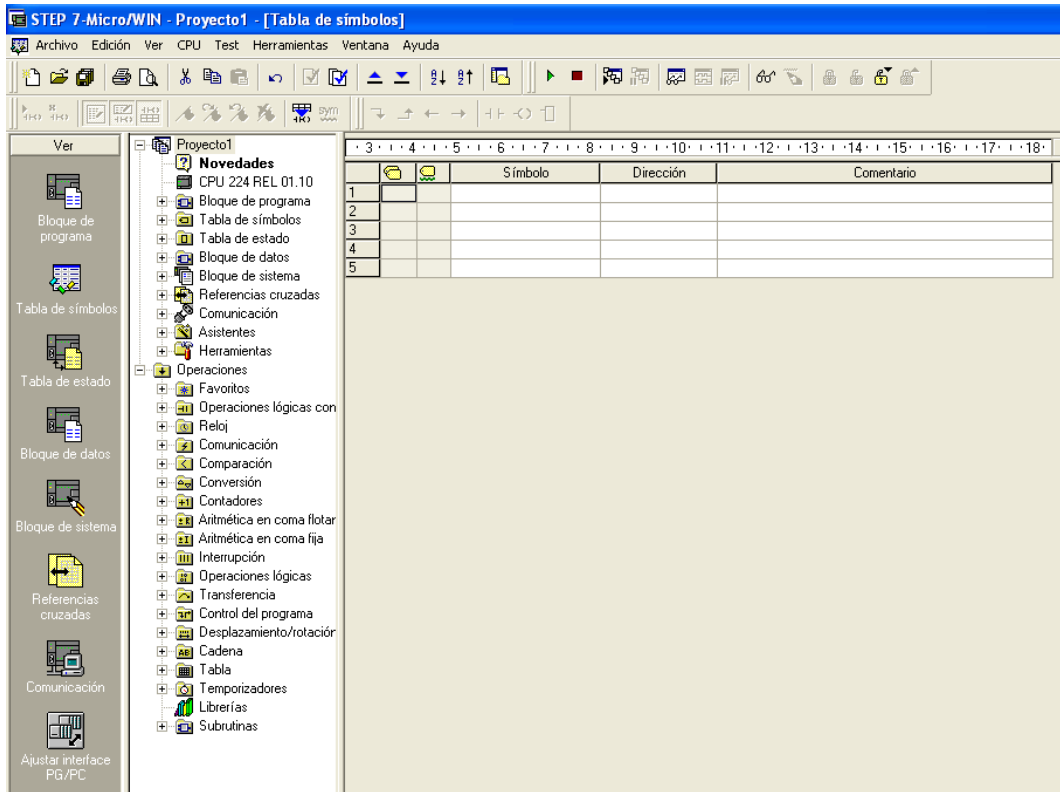 STEP 7-Micro/WIN - Proyecto1 - [Tabla de símbolos]
Archivo Edición Ver CPU Test Herramientas Ventana Ayuda
sym
Ver
Bloque de
programa
Tabla de símbolos
Tabla de estado
Bloque de datos
Bloque de sistema
Referencias
cruzadas
Comunicación
Ajustar interface
PG/PC
Proyecto1
Novedades
CPU 224 REL 01.10
Bloque de programa
Tabla de símbolos
Tabla de estado
Bloque de datos
Bloque de sistema
Referencias cruzadas
Comunicación
Asistentes
Herramientas
Operaciones
Favoritos
Operaciones lógicas con
Reloj
Comunicación
Comparación
Conversión
Contadores
Aritmética en coma flotar
Aritmética en coma fija
Interrupción
Operaciones lógicas
Transferencia
Control del programa
Desplazamiento/rotación
Cadena
Tabla
Temporizadores
Librerías
Subrutinas
3 4 5 6 7 8 9 10 11 12 13 14 15 16 17 18
Símbolo Dirección Comentario
1
2
3
4
5